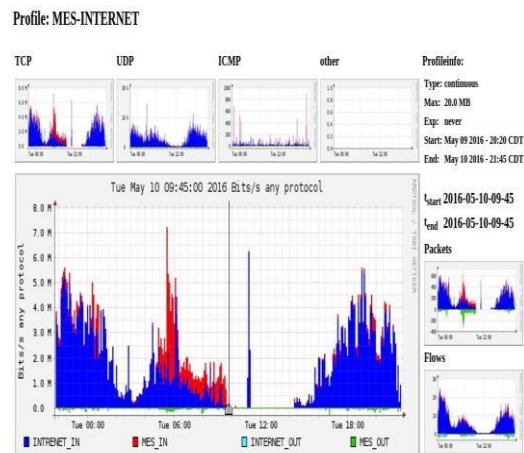 Profile: MES-INTERNET
TCP
UDP
ICMP
other
Profileinfo:
Type: continuous
Max: 20.0 MB
Exp: never
Start: May 09 2016 - 20:20 CDT
End: May 10 2016 - 21:45 CDT
Tue May 10 09:45:00 2016 Bits/s any protocol
Bits/s any protocol
8.0 M
7.0 M
6.0 M
5.0 M
4.0 M
3.0 M
2.0 M
1.0 M
0.0
Tue 00:00 Tue 06:00 Tue 12:00 Tue 18:00
INTRENET_IN MES_IN INTERNET_OUT MES_OUT
RRDTOOL / TOBI OETIKER
tstart 2016-05-10-09-45
tend 2016-05-10-09-45
Packets
Flows